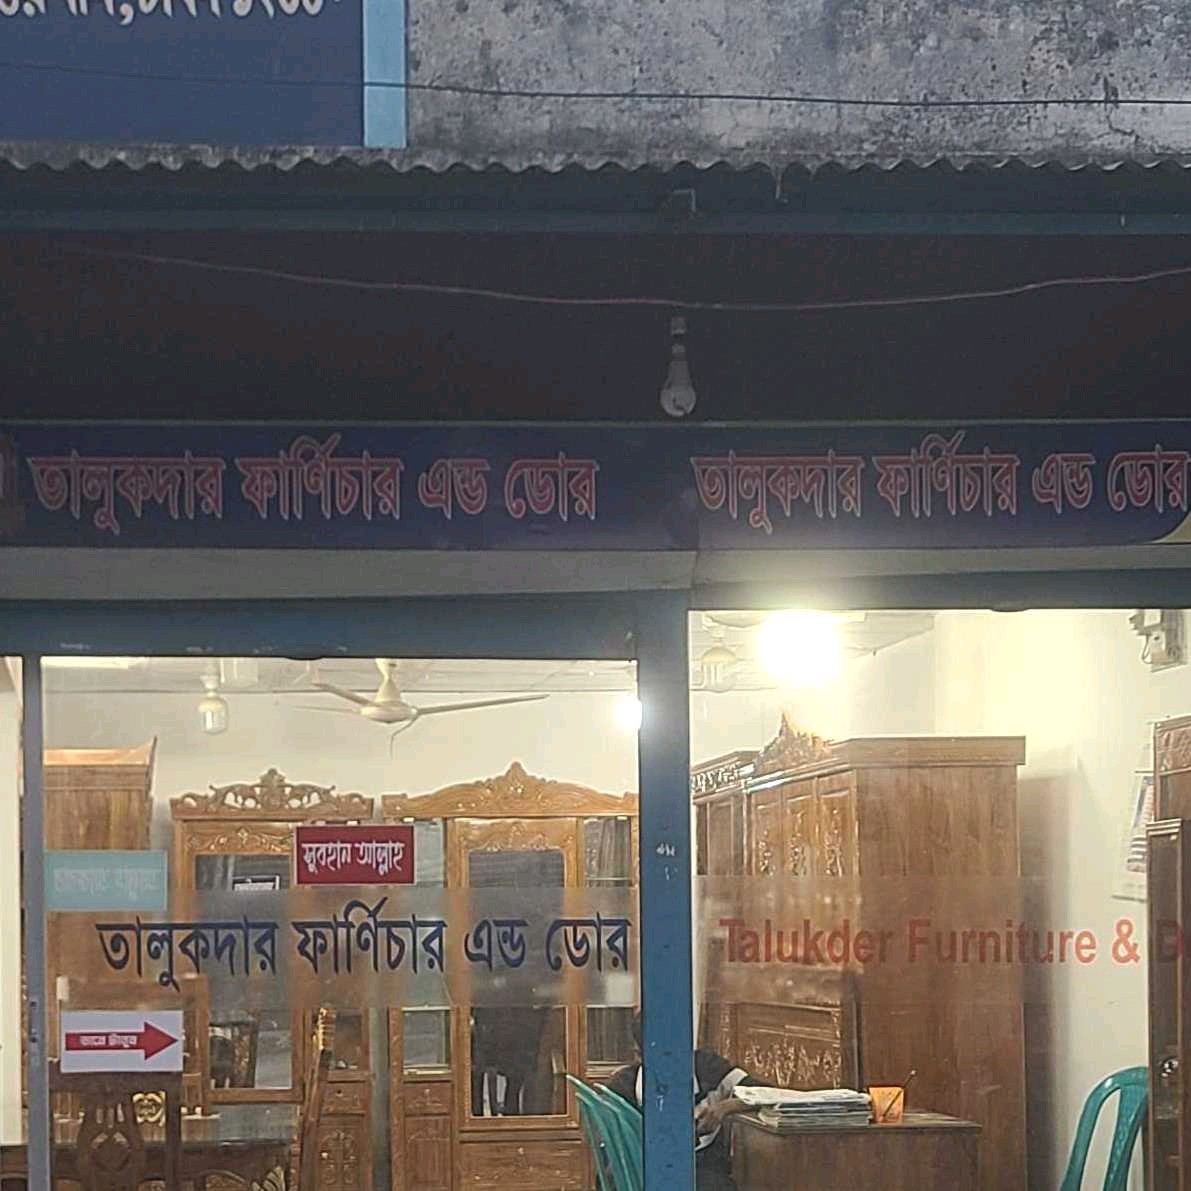 তালুকদার ফার্ণিচার এন্ড ডোর
তালুকদার ফার্ণিচার এন্ড ডোর
সুবহান আল্লাহ
তালুকদার ফার্ণিচার এন্ড ডোর
Talukder Furniture &
ডানে টানুন